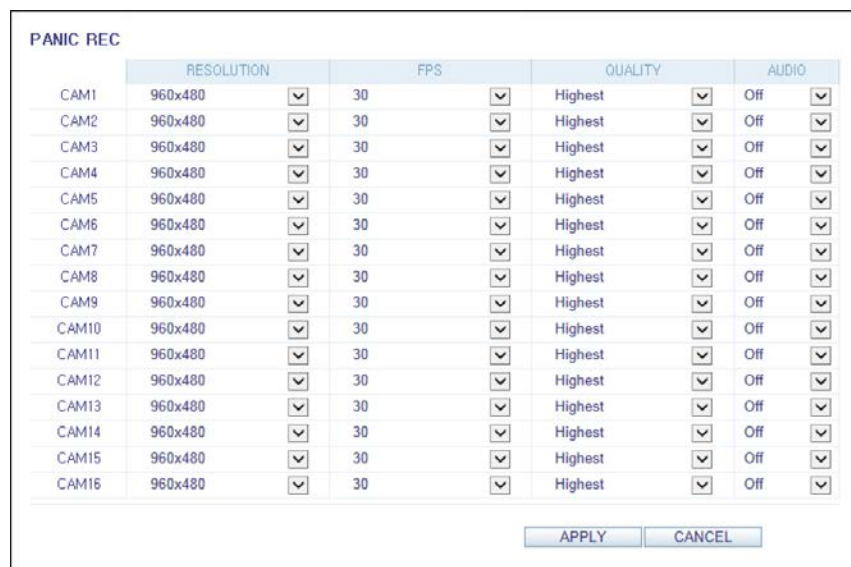 PANIC REC
RESOLUTION FPS QUALITY AUDIO
CAM1 960x480 30 Highest Off
CAM2 960x480 30 Highest Off
CAM3 960x480 30 Highest Off
CAM4 960x480 30 Highest Off
CAM5 960x480 30 Highest Off
CAM6 960x480 30 Highest Off
CAM7 960x480 30 Highest Off
CAM8 960x480 30 Highest Off
CAM9 960x480 30 Highest Off
CAM10 960x480 30 Highest Off
CAM11 960x480 30 Highest Off
CAM12 960x480 30 Highest Off
CAM13 960x480 30 Highest Off
CAM14 960x480 30 Highest Off
CAM15 960x480 30 Highest Off
CAM16 960x480 30 Highest Off
APPLY CANCEL